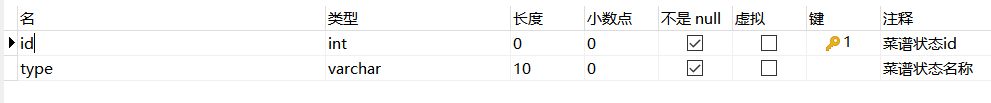 名 类型 长度 小数点 不是 null 虚拟 键 注释
id int 0 0 1 菜谱状态id
type varchar 10 0 菜谱状态名称